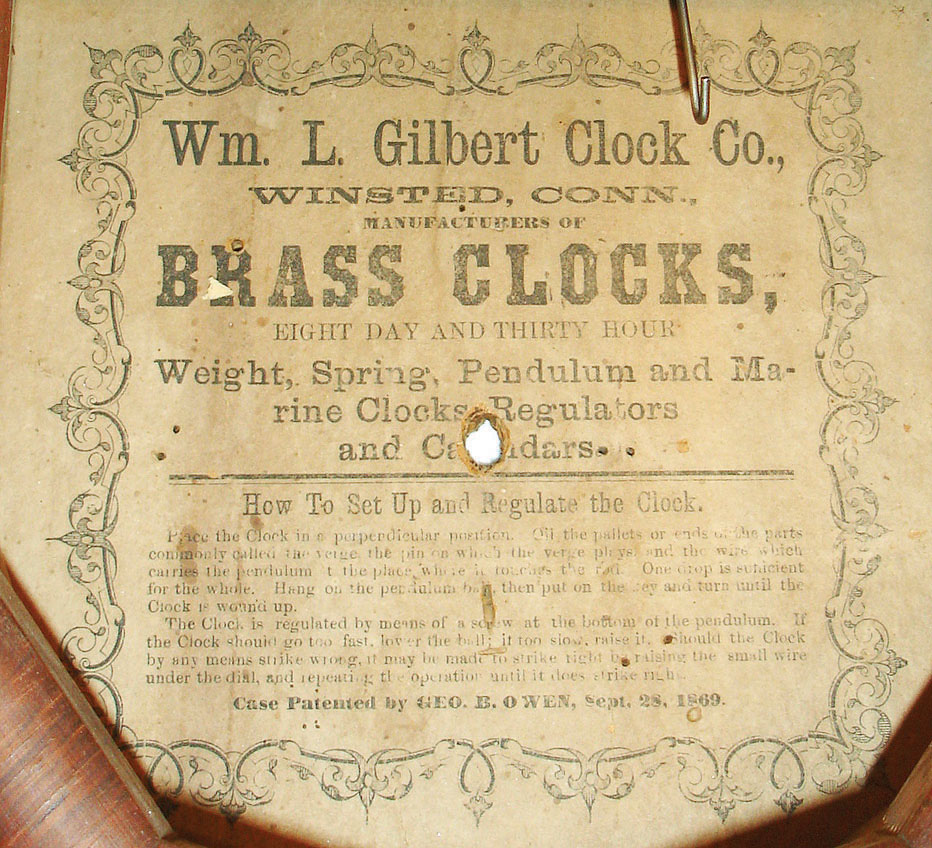 Wm. L. Gilbert Clock Co.,
WINSTED, CONN.,
MANUFACTURERS OF
BRASS CLOCKS,
EIGHT DAY AND THIRTY HOUR
Weight, Spring, Pendulum and Ma-
rine Clocks, Regulators
and Calendars.
How To Set Up and Regulate the Clock.
Place the Clock in a perpendicular position. Oil the pallets or ends of the parts
commonly called the verge, the pin on which the verge plays, and the wire which
carries the pendulum at the place where it touches the rod. One drop is sufficient
for the whole. Hang on the pendulum ball, then put on the key and turn until the
Clock is wound up.
The Clock is regulated by means of a screw at the bottom of the pendulum. If
the Clock should go too fast, lower the ball; if too slow, raise it. Should the Clock
by any means strike wrong, it may be made to strike right by raising the small wire
under the dial, and repeating the operation until it does strike right.
Case Patented by GEO. B. OWEN, Sept. 28, 1869.